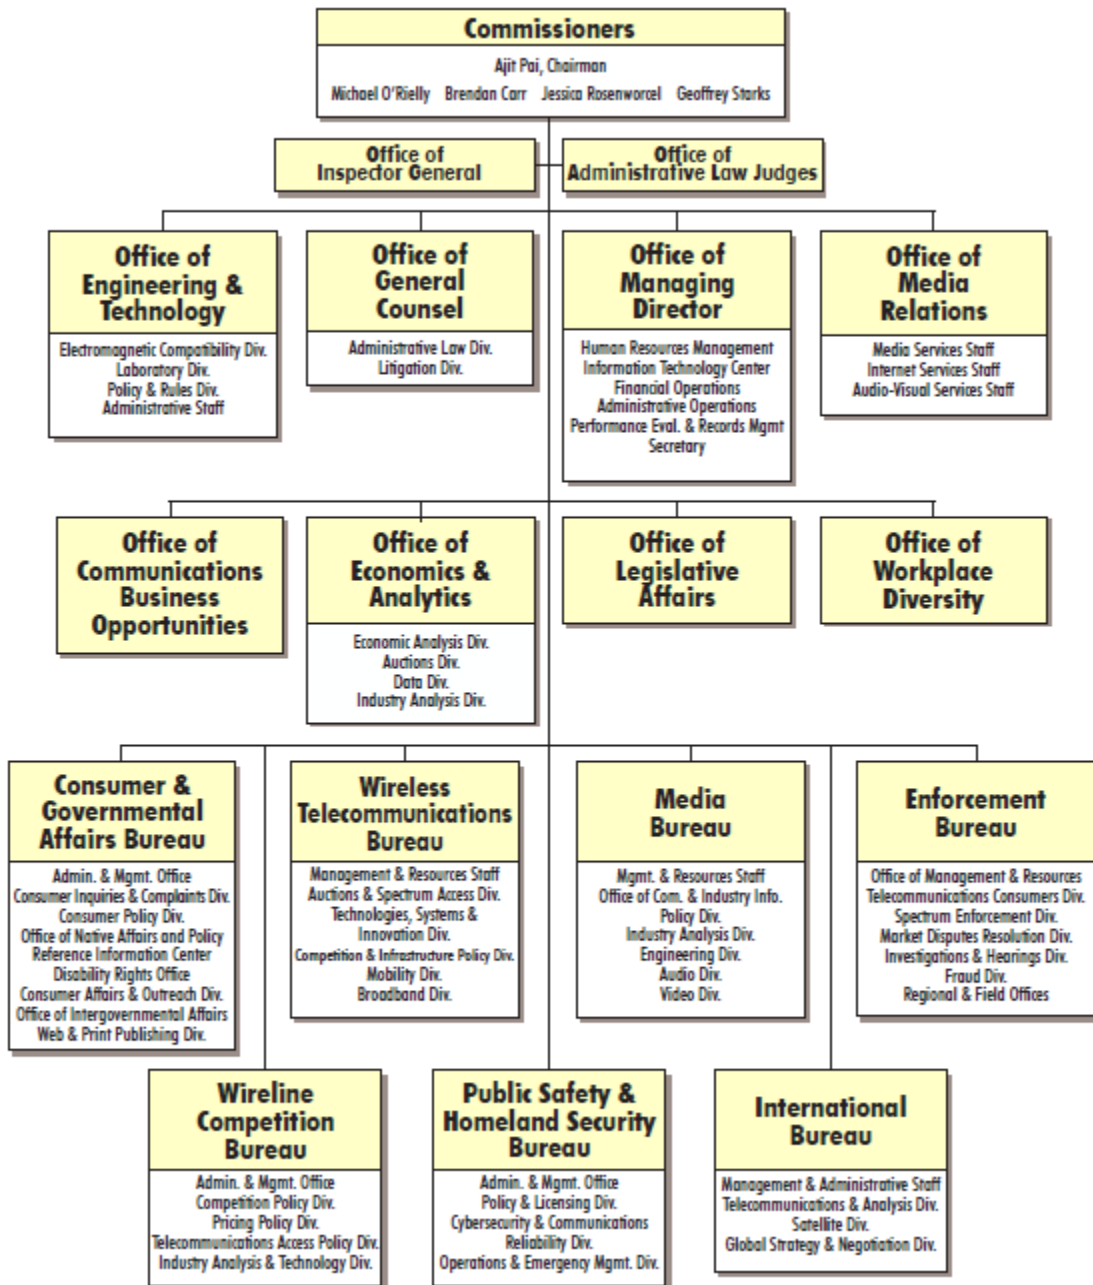 Commissioners
Ajit Pai, Chairman
Michael O'Rielly Brendan Carr Jessica Rosenworcel Geoffrey Starks
Office of
Inspector General
Office of
Administrative Law Judges
Office of
Engineering &
Technology
Electromagnetic Compatibility Div.
Laboratory Div.
Policy & Rules Div.
Administrative Staff
Office of
General
Counsel
Administrative Law Div.
Litigation Div.
Office of
Managing
Director
Human Resources Management
Information Technology Center
Financial Operations
Administrative Operations
Performance Eval. & Records Mgmt
Secretary
Office of
Media
Relations
Media Services Staff
Internet Services Staff
Audio-Visual Services Staff
Office of
Communications
Business
Opportunities
Office of
Economics &
Analytics
Economic Analysis Div.
Auctions Div.
Data Div.
Industry Analysis Div.
Office of
Legislative
Affairs
Office of
Workplace
Diversity
Consumer &
Governmental
Affairs Bureau
Admin. & Mgmt. Office
Consumer Inquiries & Complaints Div.
Consumer Policy Div.
Office of Native Affairs and Policy
Reference Information Center
Disability Rights Office
Consumer Affairs & Outreach Div.
Office of Intergovernmental Affairs
Web & Print Publishing Div.
Wireless
Telecommunications
Bureau
Management & Resources Staff
Auctions & Spectrum Access Div.
Technologies, Systems &
Innovation Div.
Competition & Infrastructure Policy Div.
Mobility Div.
Broadband Div.
Media
Bureau
Mgmt. & Resources Staff
Office of Com. & Industry Info.
Policy Div.
Industry Analysis Div.
Engineering Div.
Audio Div.
Video Div.
Enforcement
Bureau
Office of Management & Resources
Telecommunications Consumers Div.
Spectrum Enforcement Div.
Market Disputes Resolution Div.
Investigations & Hearings Div.
Fraud Div.
Regional & Field Offices
Wireline
Competition
Bureau
Admin. & Mgmt. Office
Competition Policy Div.
Pricing Policy Div.
Telecommunications Access Policy Div.
Industry Analysis & Technology Div.
Public Safety &
Homeland Security
Bureau
Admin. & Mgmt. Office
Policy & Licensing Div.
Cybersecurity & Communications
Reliability Div.
Operations & Emergency Mgmt. Div.
International
Bureau
Management & Administrative Staff
Telecommunications & Analysis Div.
Satellite Div.
Global Strategy & Negotiation Div.